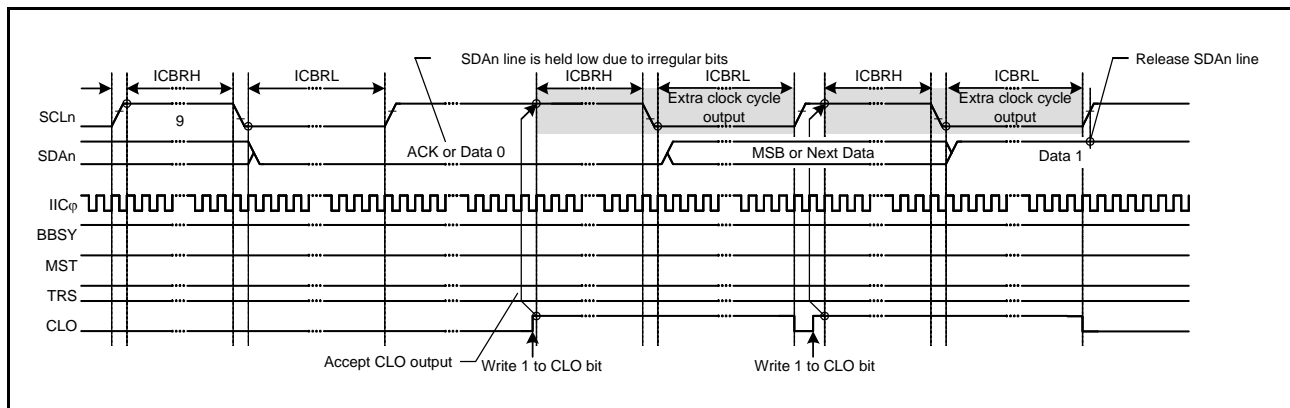 SDAn line is held low due to irregular bits
Release SDAn line
ICBRH
ICBRL
ICBRH
ICBRL
ICBRH
ICBRL
Extra clock cycle output
Extra clock cycle output
SCLn
9
SDAn
ACK or Data 0
MSB or Next Data
Data 1
IICφ
BBSY
MST
TRS
CLO
Accept CLO output
Write 1 to CLO bit
Write 1 to CLO bit